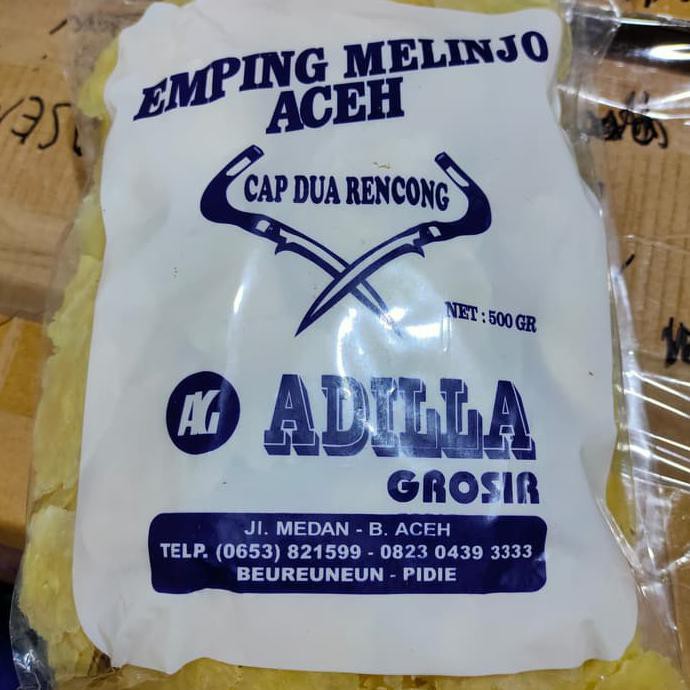 EMPING MELINJO
ACEH
CAP DUA RENCONG
NET : 500 GR
AG
ADILLA
GROSIR
Jl. MEDAN - B. ACEH
TELP. (0653) 821599 - 0823 0439 3333
BEUREUNEUN - PIDIE